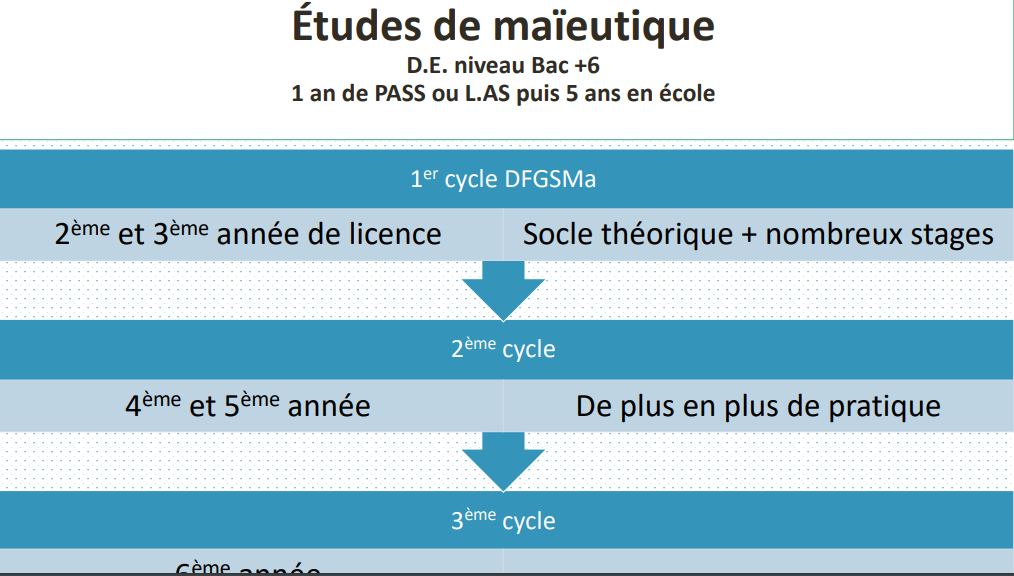 Études de maïeutique
D.E. niveau Bac +6
1 an de PASS ou L.AS puis 5 ans en école
1er cycle DFGSMa
2ème et 3ème année de licence
Socle théorique + nombreux stages
2ème cycle
4ème et 5ème année
De plus en plus de pratique
3ème cycle
6ème année